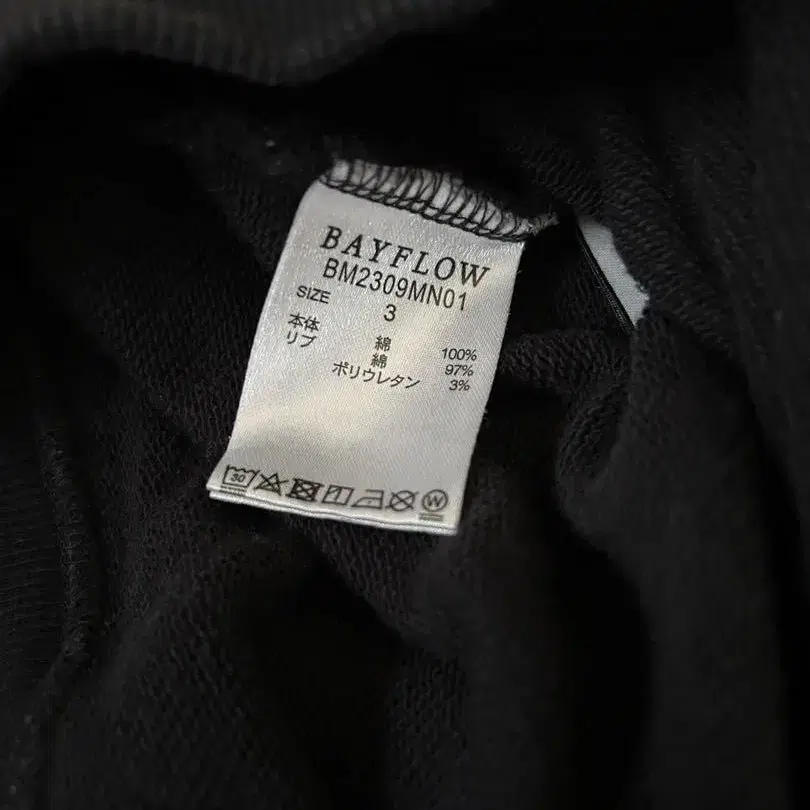 BAYFLOW
BM2309MN01
SIZE 3
本体 綿 100%
リブ 綿 97%
ポリウレタン 3%
30
W